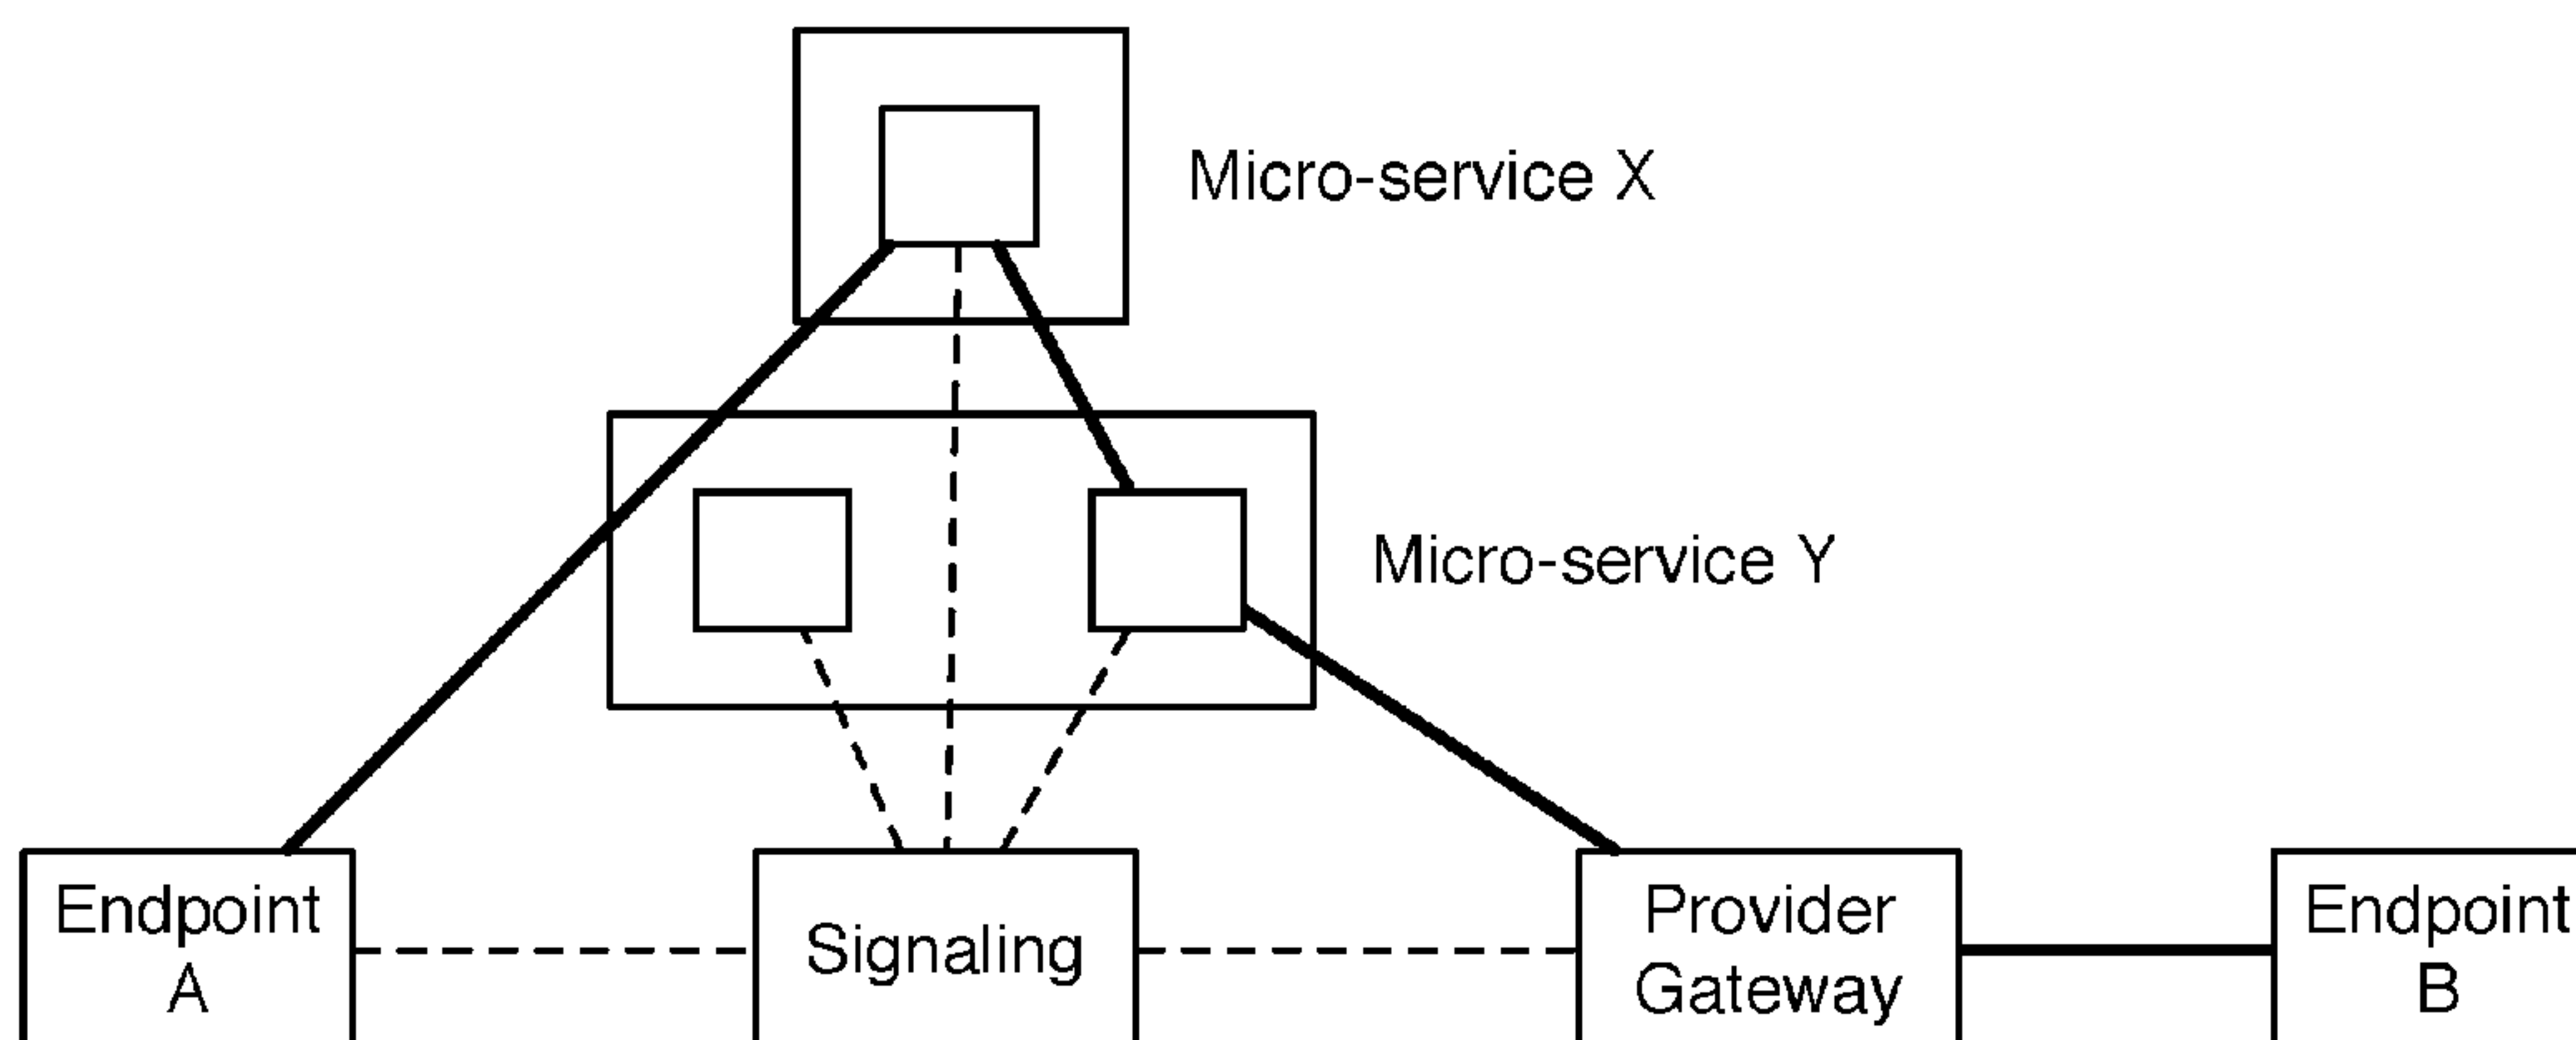 Micro-service X
Micro-service Y
Endpoint
A
Signaling
Provider
Gateway
Endpoint
B